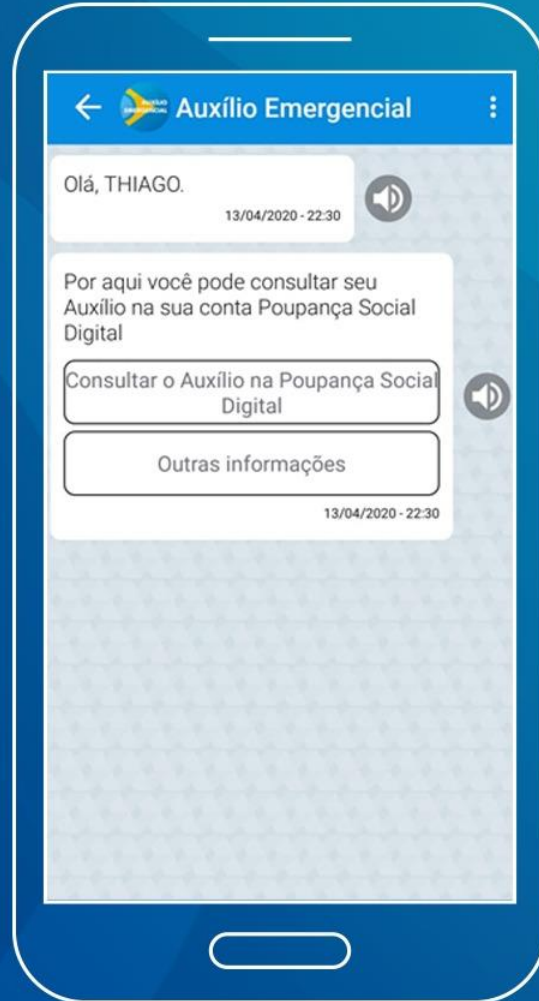 Auxílio Emergencial
Olá, THIAGO.
13/04/2020 - 22:30
Por aqui você pode consultar seu
Auxílio na sua conta Poupança Social
Digital
Consultar o Auxílio na Poupança Social
Digital
Outras informações
13/04/2020 - 22:30